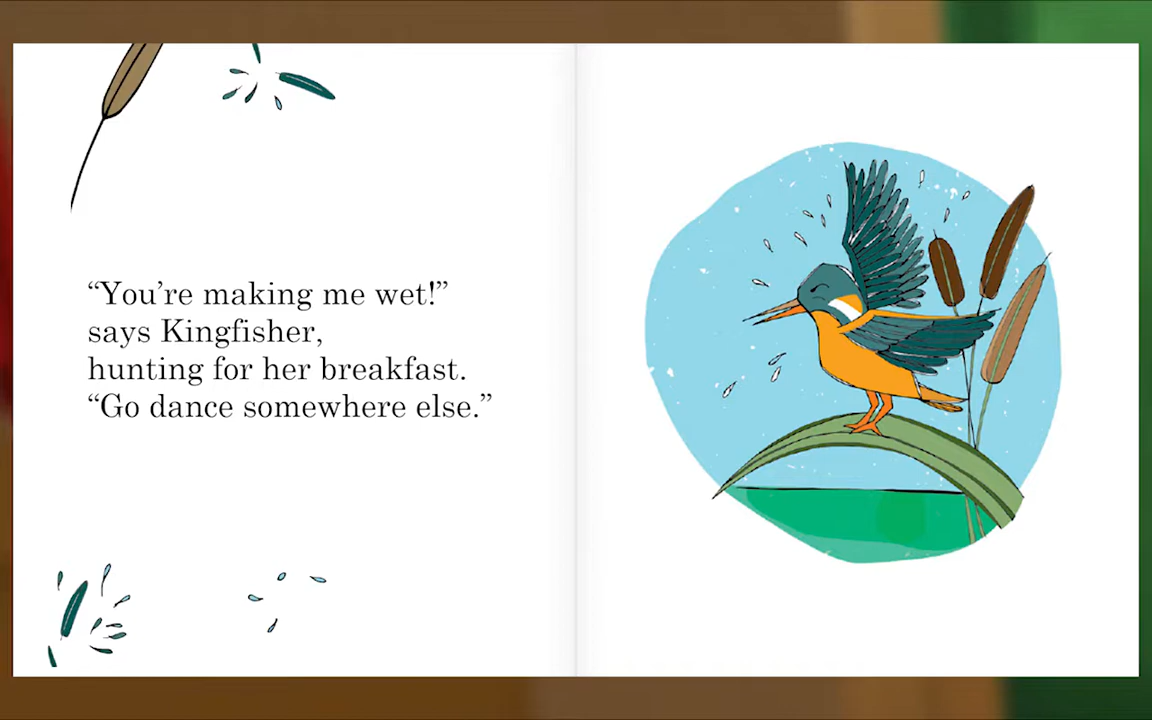 “You’re making me wet!”
says Kingfisher,
hunting for her breakfast.
“Go dance somewhere else.”